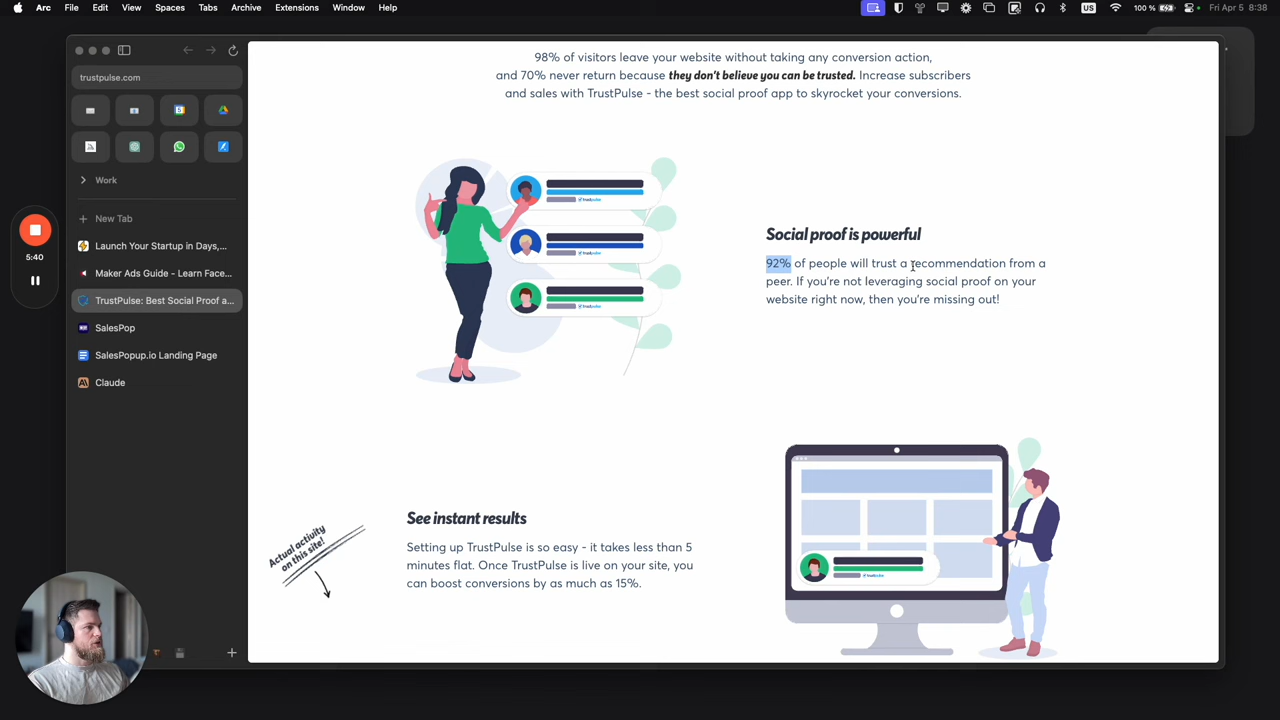 Arc File Edit View Spaces Tabs Archive Extensions Window Help
US 100 % Fri Apr 5 8:38
trustpulse.com
Work
New Tab
Launch Your Startup in Days,...
Maker Ads Guide - Learn Face...
TrustPulse: Best Social Proof a...
SalesPop
SalesPopup.io Landing Page
Claude
5:40
98% of visitors leave your website without taking any conversion action,
and 70% never return because they don't believe you can be trusted. Increase subscribers
and sales with TrustPulse - the best social proof app to skyrocket your conversions.
trustpulse
trustpulse
trustpulse
Social proof is powerful
92% of people will trust a recommendation from a
peer. If you're not leveraging social proof on your
website right now, then you're missing out!
See instant results
Setting up TrustPulse is so easy - it takes less than 5
minutes flat. Once TrustPulse is live on your site, you
can boost conversions by as much as 15%.
Actual activity
on this site!
trustpulse